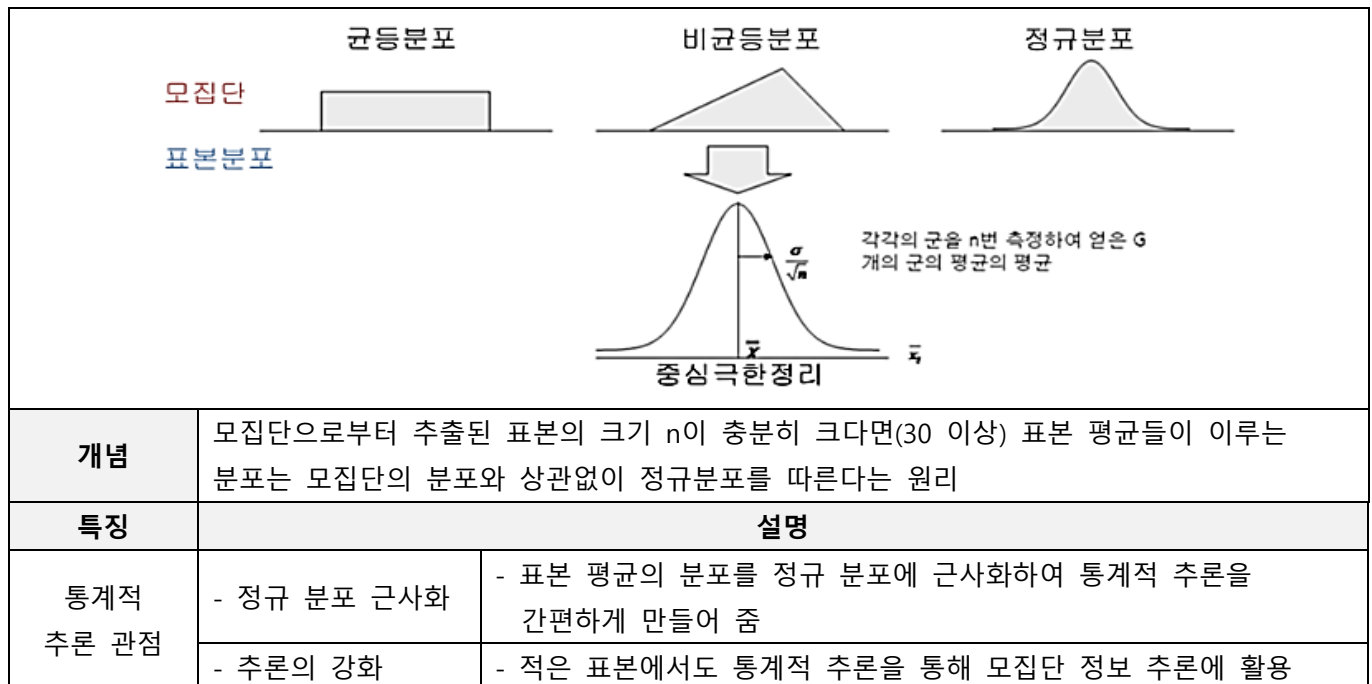 균등분포
비균등분포
정규분포
모집단
표본분포
각각의 군을 n번 측정하여 얻은 G
개의 군의 평균의 평균
σ/√n
x̄
x̄ᵢ
중심극한정리
개념
모집단으로부터 추출된 표본의 크기 n이 충분히 크다면(30 이상) 표본 평균들이 이루는
분포는 모집단의 분포와 상관없이 정규분포를 따른다는 원리
특징
설명
통계적
추론 관점
- 정규 분포 근사화
- 표본 평균의 분포를 정규 분포에 근사화하여 통계적 추론을
간편하게 만들어 줌
- 추론의 강화
- 적은 표본에서도 통계적 추론을 통해 모집단 정보 추론에 활용